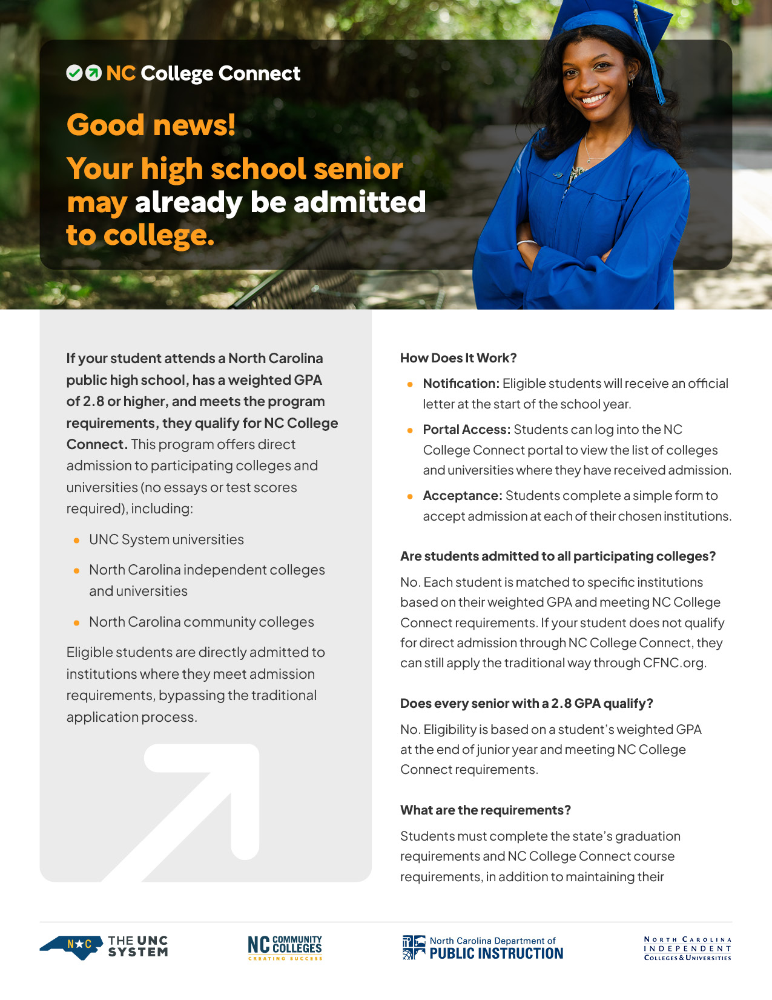 NC College Connect
Good news!
Your high school senior
may already be admitted
to college.
If your student attends a North Carolina
public high school, has a weighted GPA
of 2.8 or higher, and meets the program
requirements, they qualify for NC College
Connect. This program offers direct
admission to participating colleges and
universities (no essays or test scores
required), including:
• UNC System universities
• North Carolina independent colleges
and universities
• North Carolina community colleges
Eligible students are directly admitted to
institutions where they meet admission
requirements, bypassing the traditional
application process.
How Does It Work?
• Notification: Eligible students will receive an official
letter at the start of the school year.
• Portal Access: Students can log into the NC
College Connect portal to view the list of colleges
and universities where they have received admission.
• Acceptance: Students complete a simple form to
accept admission at each of their chosen institutions.
Are students admitted to all participating colleges?
No. Each student is matched to specific institutions
based on their weighted GPA and meeting NC College
Connect requirements. If your student does not qualify
for direct admission through NC College Connect, they
can still apply the traditional way through CFNC.org.
Does every senior with a 2.8 GPA qualify?
No. Eligibility is based on a student’s weighted GPA
at the end of junior year and meeting NC College
Connect requirements.
What are the requirements?
Students must complete the state’s graduation
requirements and NC College Connect course
requirements, in addition to maintaining their
N★C THE UNC
SYSTEM
NC COMMUNITY
COLLEGES
CREATING SUCCESS
North Carolina Department of
PUBLIC INSTRUCTION
NORTH CAROLINA
INDEPENDENT
COLLEGES & UNIVERSITIES